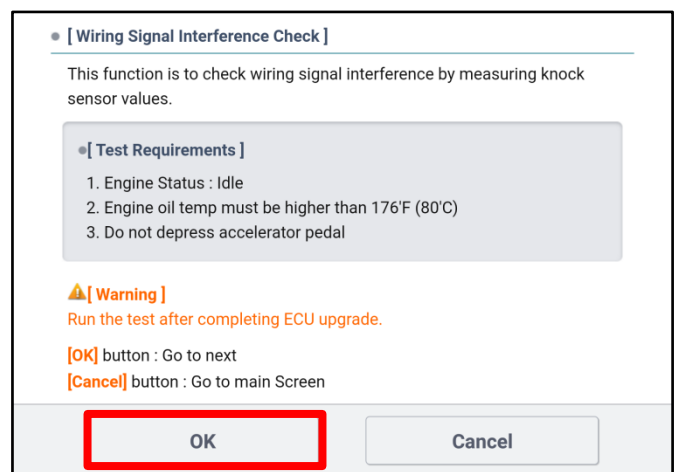 [ Wiring Signal Interference Check ]
This function is to check wiring signal interference by measuring knock
sensor values.
[ Test Requirements ]
1. Engine Status : Idle
2. Engine oil temp must be higher than 176'F (80'C)
3. Do not depress accelerator pedal
[ Warning ]
Run the test after completing ECU upgrade.
[OK] button : Go to next
[Cancel] button : Go to main Screen
OK
Cancel